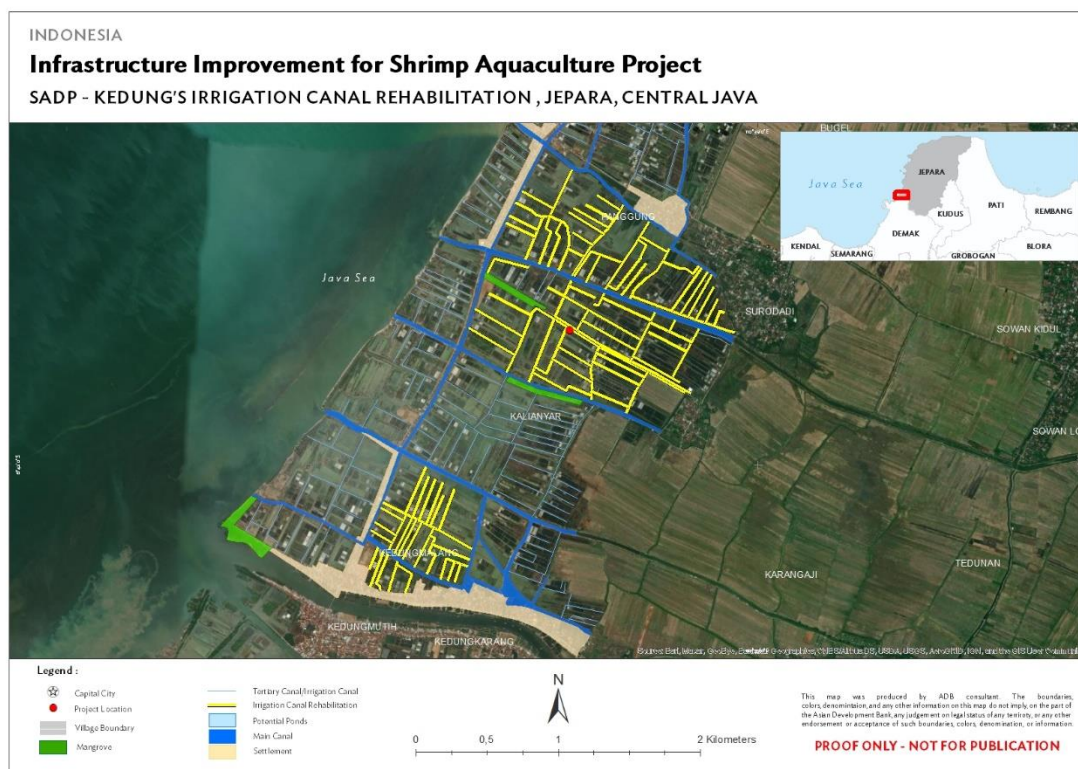 INDONESIA
Infrastructure Improvement for Shrimp Aquaculture Project
SADP - KEDUNG'S IRRIGATION CANAL REHABILITATION , JEPARA, CENTRAL JAVA
BUGEL
Java Sea
JEPARA
PATI
KUDUS
REMBANG
DEMAK
KENDAL
SEMARANG
GROBOGAN
BLORA
PANGGUNG
Java Sea
SURODADI
SOWAN KIDUL
KALIANYAR
SOWAN LO
KEDUNGMALANG
TEDUNAN
KARANGAJI
KEDUNGMUTIH
KEDUNGKARANG
Legend :
Capital City
Project Location
Village Boundary
Mangrove
Tertiary Canal/Irrigation Canal
Irrigation Canal Rehabilitation
Potential Ponds
Main Canal
Settlement
N
0 0,5 1 2 Kilometers
This map was produced by ADB consultant. The boundaries,
colors, denomintaion, and any other information on this map do not imply, on the part of
the Asian Development Bank, any judgement on legal status of any territoty, or any other
endorsement or acceptance of such boundaries, colors, denomination, or information.
PROOF ONLY - NOT FOR PUBLICATION